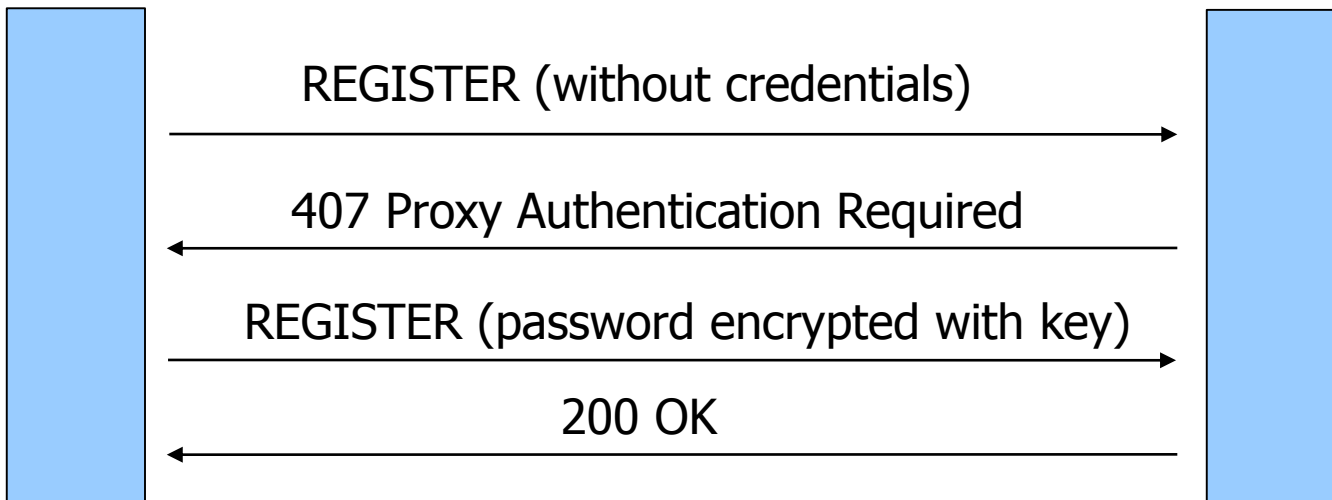 REGISTER (without credentials)
407 Proxy Authentication Required
REGISTER (password encrypted with key)
200 OK